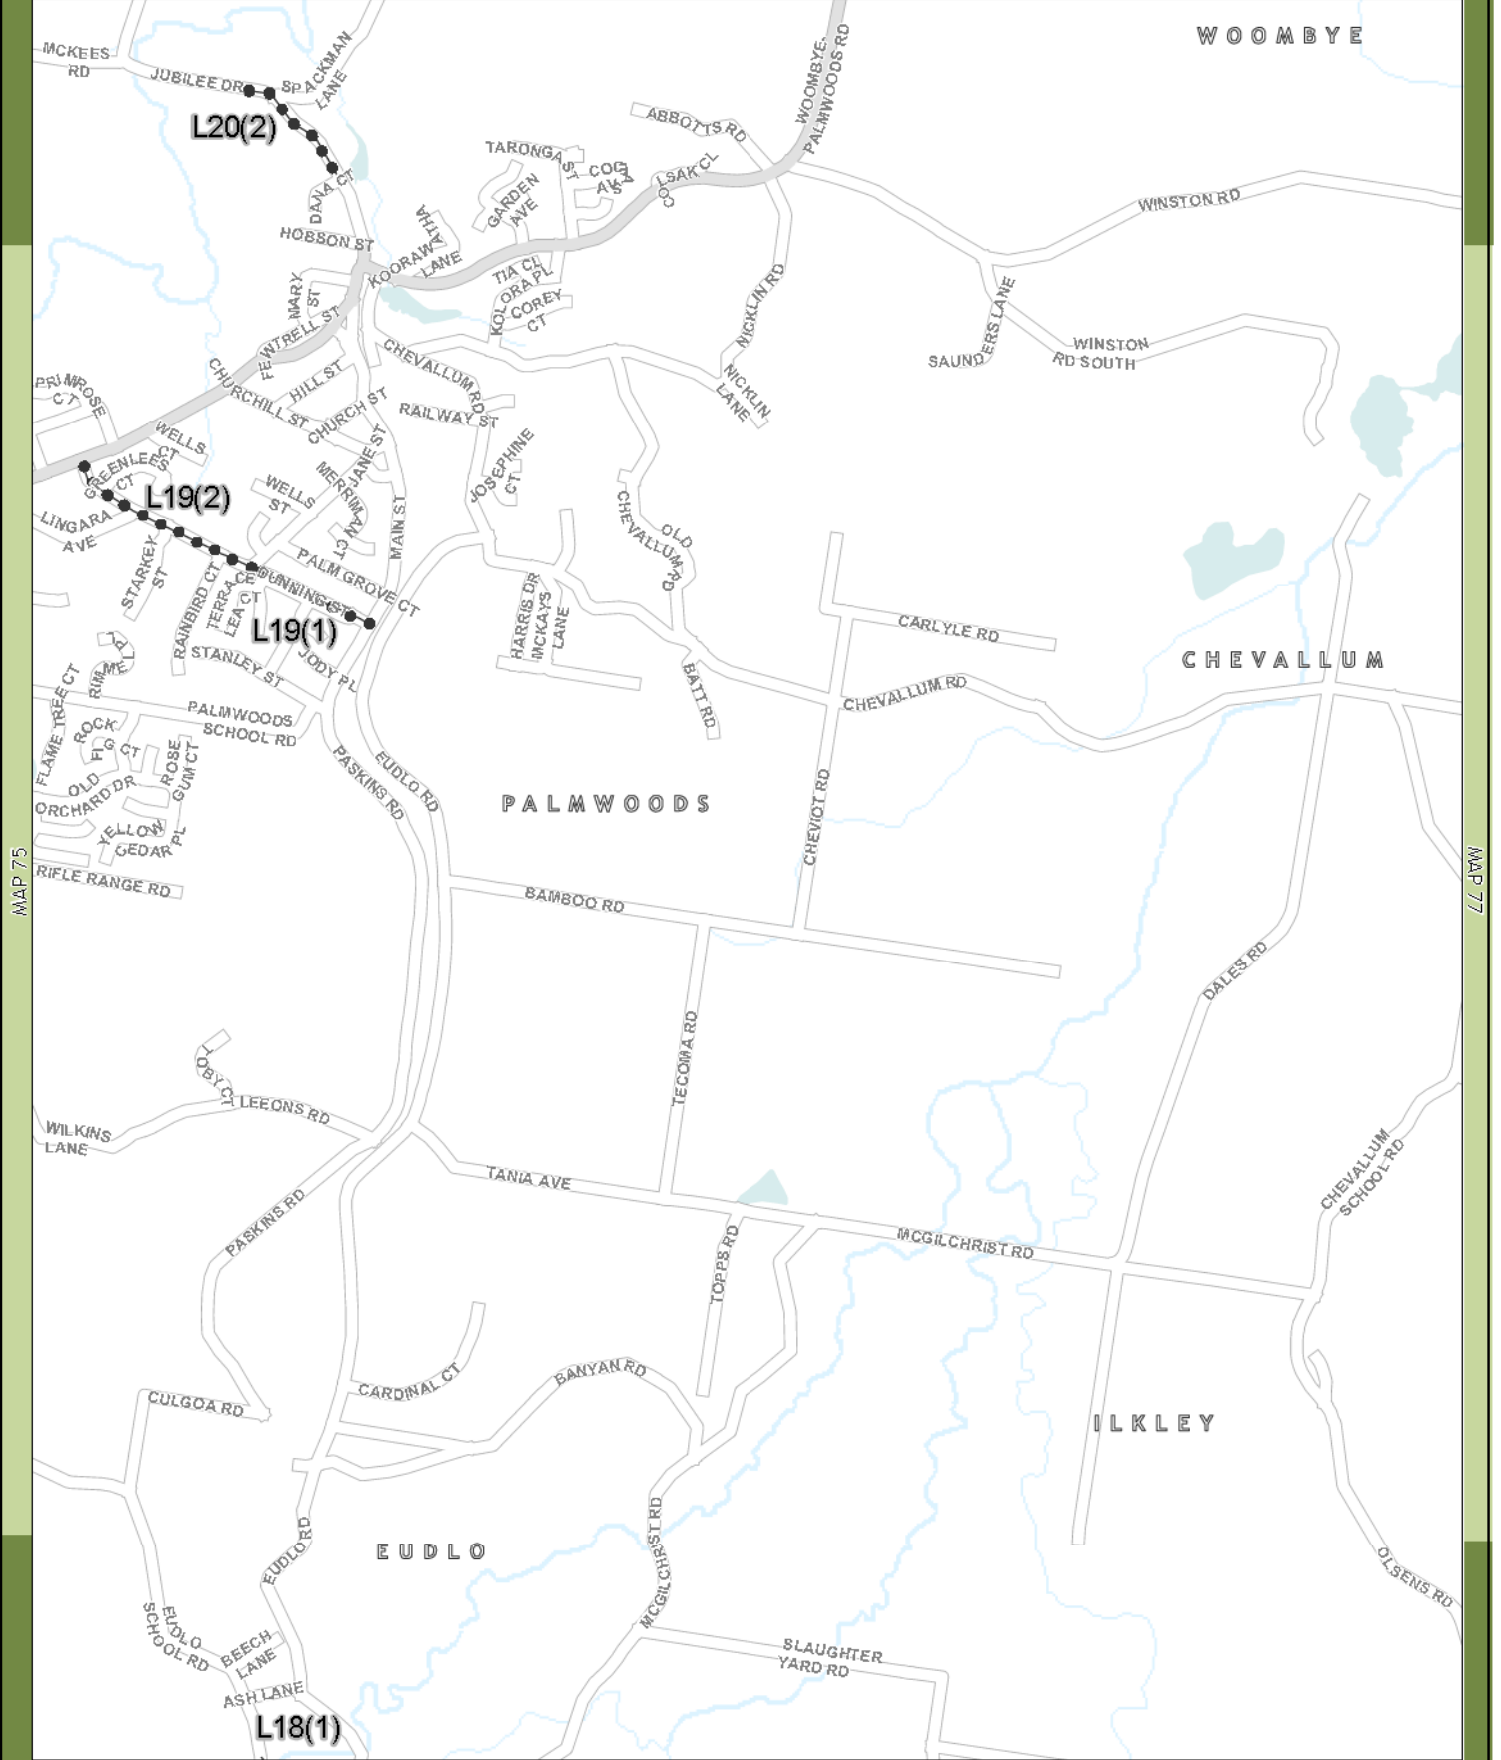 WOOMBYE
WOOMBYE-
PALMWOODS RD
MCKEES
RD
JUBILEE DR
SPACKMAN
LANE
L20(2)
ABBOTTS RD
TARONGA
ST
GARDEN
AVE
LSAK CL
WINSTON RD
DANA CT
HOBSON ST
KOORAWATHA
LANE
TIA CL
KOLORA PL
COREY
CT
MARY
ST
NICKLIN RD
SAUNDERS LANE
WINSTON
RD SOUTH
FEWTRELL ST
CHEVALLUM RD
NICKLIN
LANE
PRIMROSE
CT
CHURCHILL ST
HILL ST
CHURCH ST
RAILWAY ST
WELLS
CT
GREENLEES
CT
JANE ST
JOSEPHINE
CT
L19(2)
WELLS
ST
MERRIMAN CT
MAIN ST
LINGARA
AVE
OLD
CHEVALLUM RD
STARKEY
ST
PALM GROVE CT
DUNNING ST
RAINBIRD CT
TERRACE
LEA CT
L19(1)
HARRIS DR
MCKAYS
LANE
CARLYLE RD
CHEVALLUM
RIMMELL PL
STANLEY ST
JODY PL
BATT RD
CHEVALLUM RD
FLAME TREE CT
PALMWOODS
SCHOOL RD
ROCK
FIG CT
ROSE
GUM CT
OLD
ORCHARD DR
PASKINS RD
EUDLO RD
PALMWOODS
CHEVIOT RD
YELLOW
CEDAR PL
MAP 75
MAP 77
RIFLE RANGE RD
BAMBOO RD
DALES RD
TECOMA RD
TOBY CT
LEEONS RD
WILKINS
LANE
TANIA AVE
CHEVALLUM
SCHOOL RD
PASKINS RD
TOPPS RD
MCGILCHRIST RD
CARDINAL CT
BANYAN RD
CULGOA RD
ILKLEY
MCGILCHRIST RD
EUDLO RD
EUDLO
OLSENS RD
EUDLO
SCHOOL RD
BEECH
LANE
SLAUGHTER
YARD RD
ASH LANE
L18(1)